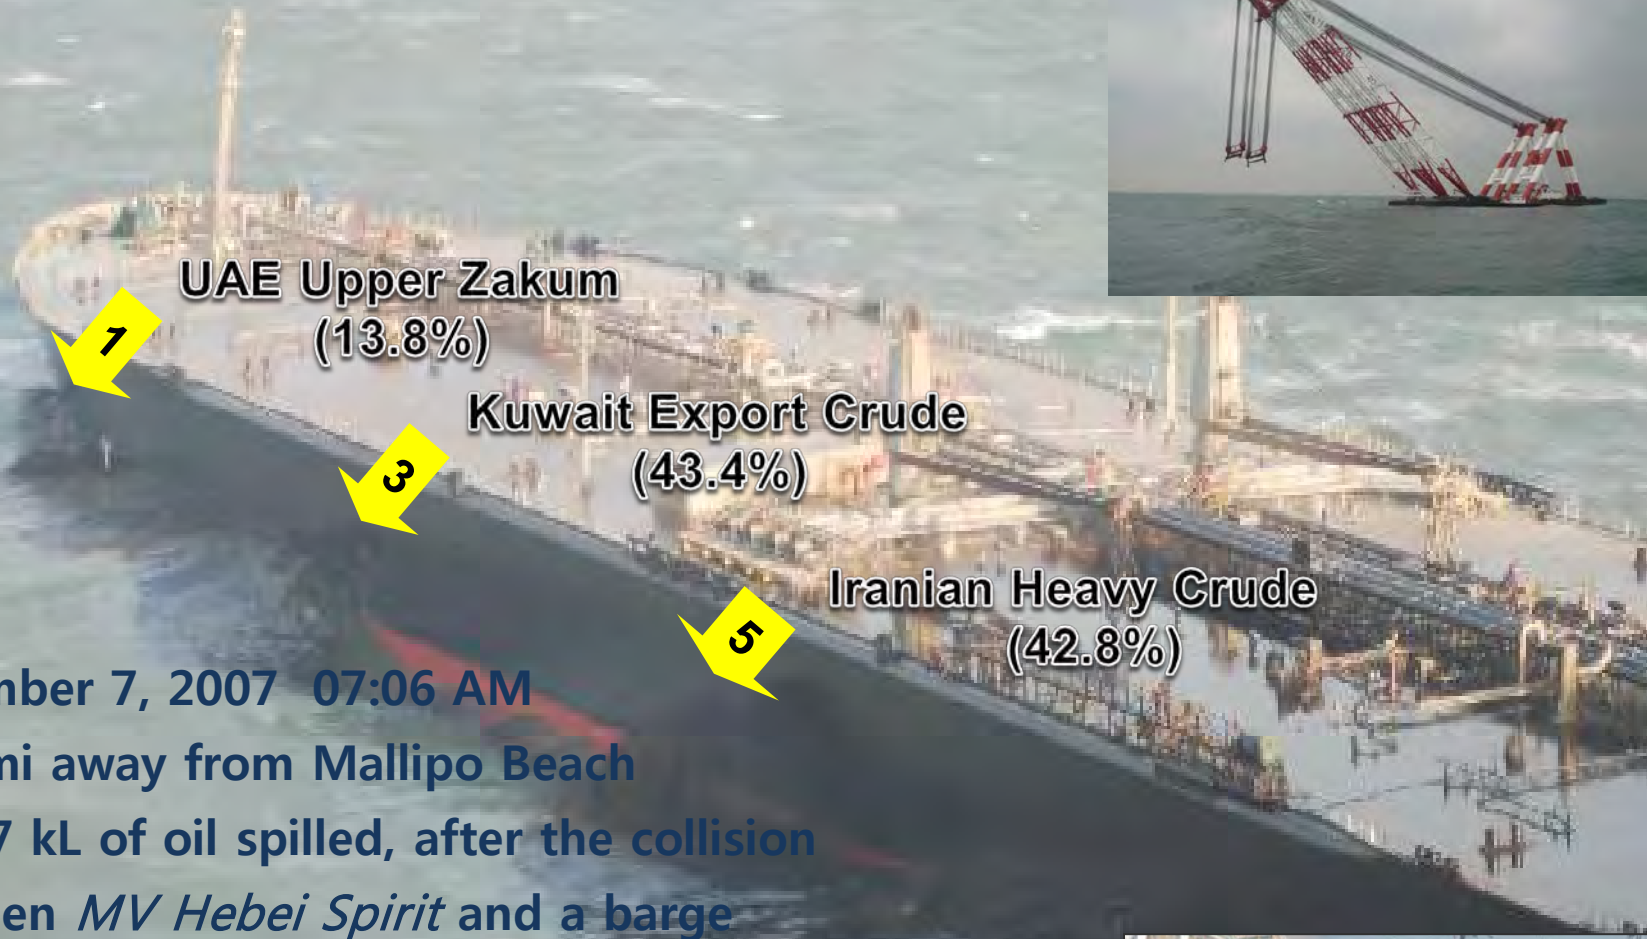 UAE Upper Zakum
(13.8%)
1
Kuwait Export Crude
(43.4%)
3
Iranian Heavy Crude
(42.8%)
5
mber 7, 2007 07:06 AM
mi away from Mallipo Beach
7 kL of oil spilled, after the collision
en MV Hebei Spirit and a barge